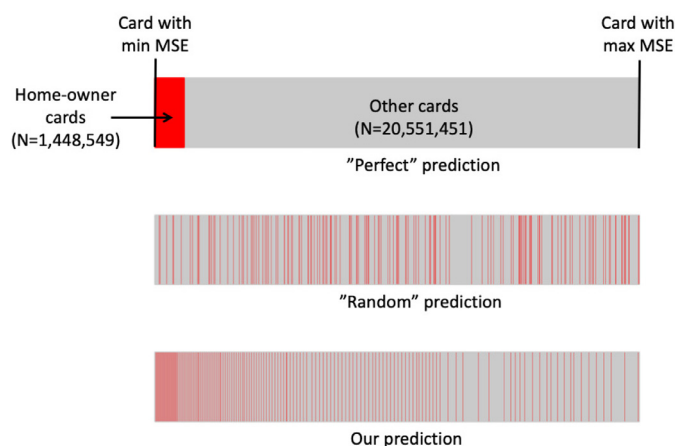 Card with
min MSE
Card with
max MSE
Home-owner
cards
(N=1,448,549)
Other cards
(N=20,551,451)
”Perfect” prediction
”Random” prediction
Our prediction